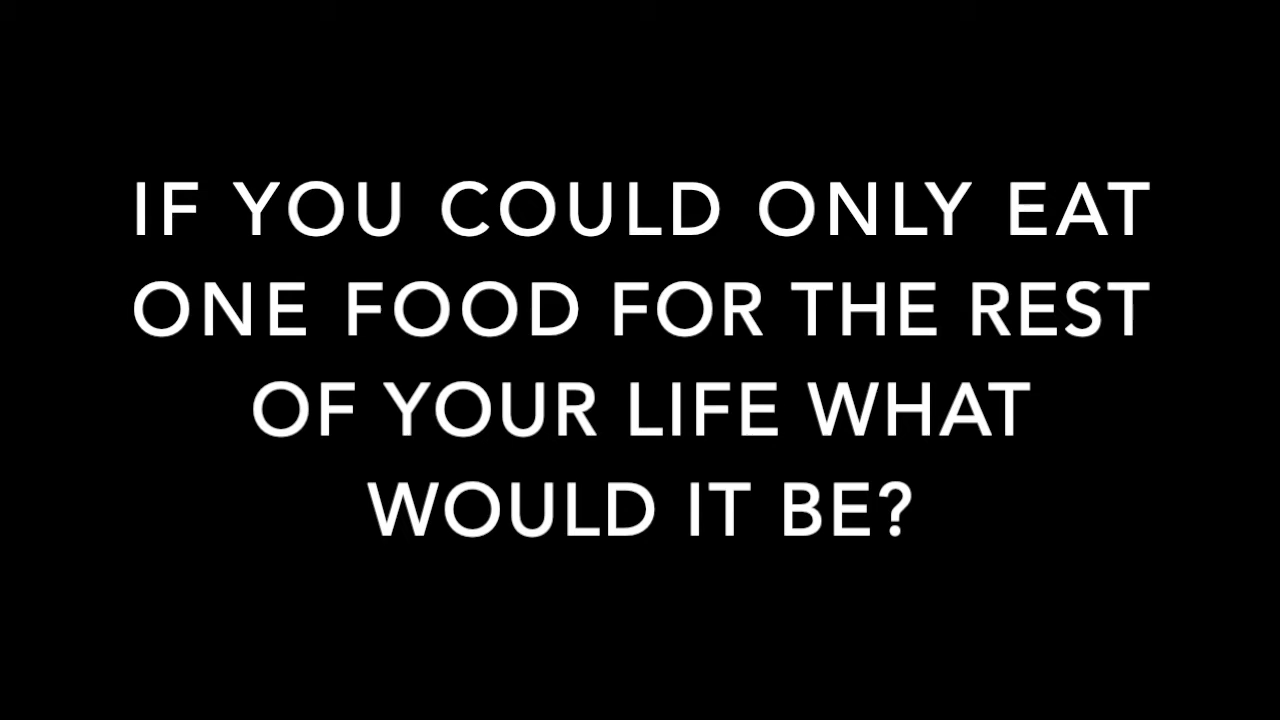 IF YOU COULD ONLY EAT
ONE FOOD FOR THE REST
OF YOUR LIFE WHAT
WOULD IT BE?